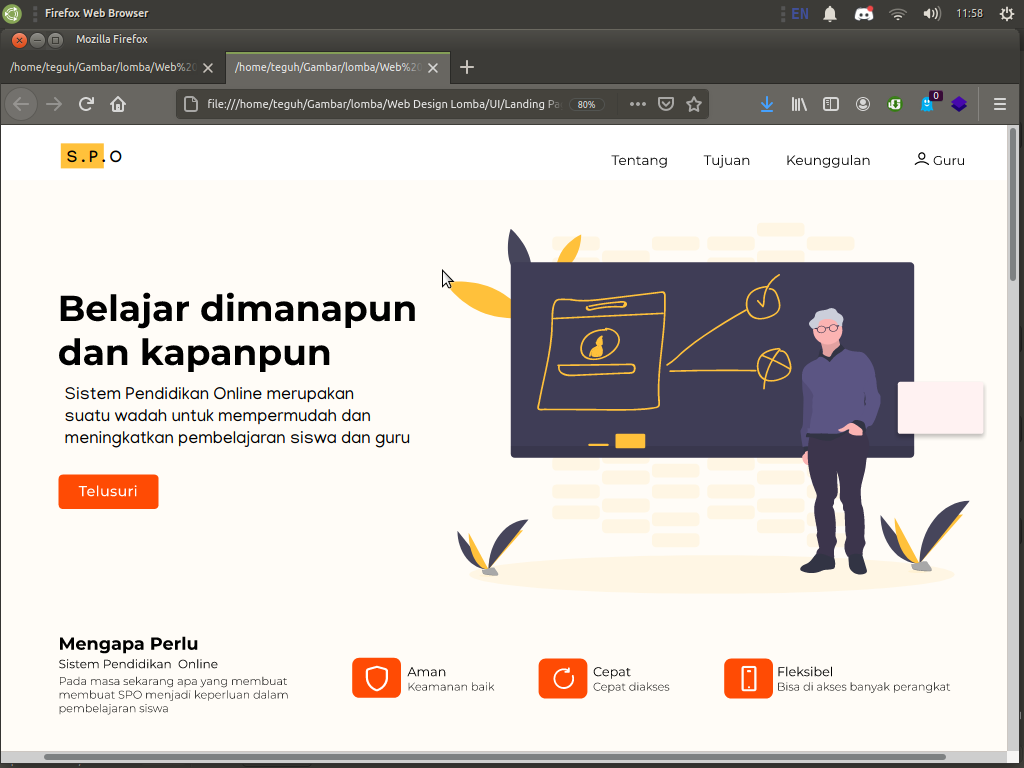 Firefox Web Browser
EN
11:58
Mozilla Firefox
/home/teguh/Gambar/lomba/Web%20
/home/teguh/Gambar/lomba/Web%20
file:///home/teguh/Gambar/lomba/Web Design Lomba/UI/Landing Pa
80%
0
S.P.O
Tentang
Tujuan
Keunggulan
Guru
Belajar dimanapun
dan kapanpun
Sistem Pendidikan Online merupakan
suatu wadah untuk mempermudah dan
meningkatkan pembelajaran siswa dan guru
Telusuri
Mengapa Perlu
Sistem Pendidikan Online
Pada masa sekarang apa yang membuat
membuat SPO menjadi keperluan dalam
pembelajaran siswa
Aman
Keamanan baik
Cepat
Cepat diakses
Fleksibel
Bisa di akses banyak perangkat